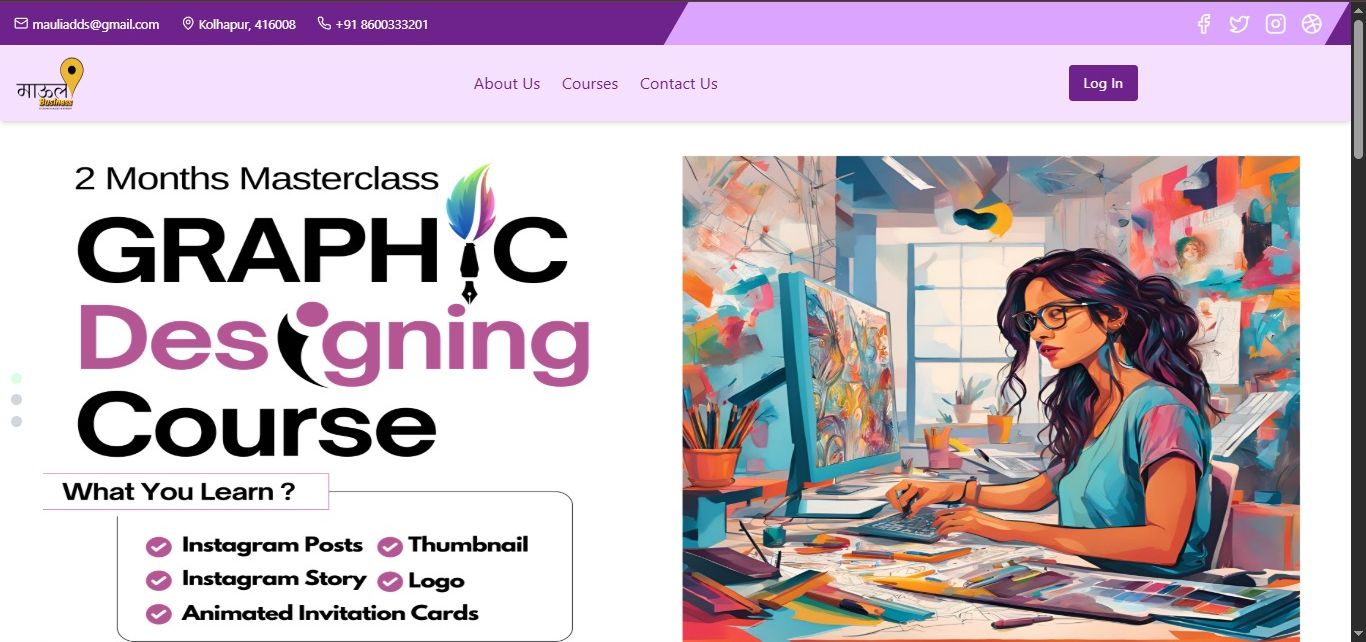 mauliadds@gmail.com Kolhapur, 416008 +91 8600333201
माऊली
Business
About Us Courses Contact Us Log In
2 Months Masterclass
GRAPHIC
Designing
Course
What You Learn ?
Instagram Posts Thumbnail
Instagram Story Logo
Animated Invitation Cards